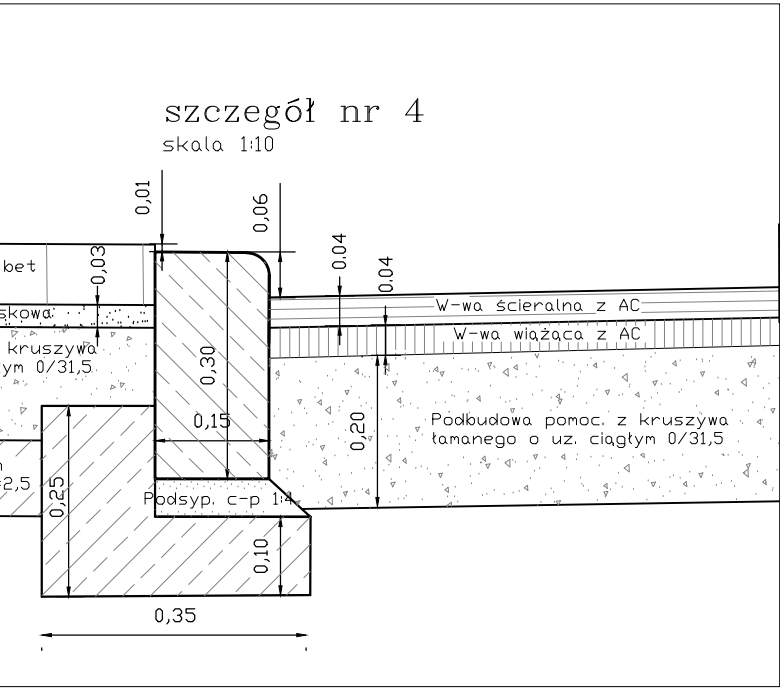 szczegół nr 4
skala 1:10
0,01
0,06
0,03
0.04
0.04
bet
skowa
W-wa ścieralna z AC
W-wa wiążąca z AC
kruszywa
ym 0/31,5
0,30
0,15
0,20
Podbudowa pomoc. z kruszywa
łamanego o uz. ciągłym 0/31,5
=2,5
0,25
Podsyp. c-p 1:4
0,10
0,35